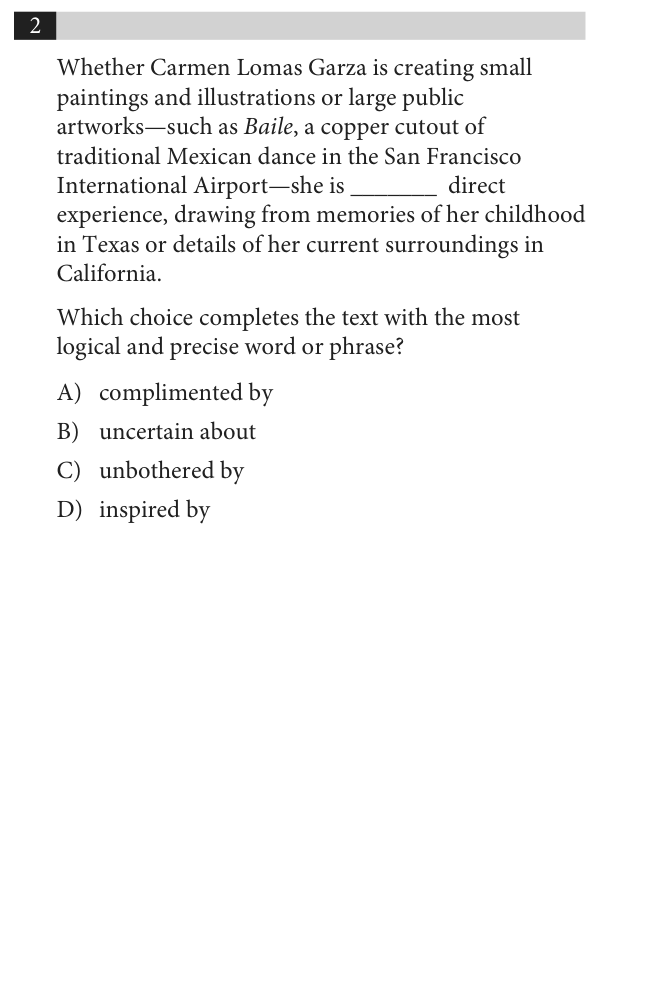 2
Whether Carmen Lomas Garza is creating small
paintings and illustrations or large public
artworks—such as Baile, a copper cutout of
traditional Mexican dance in the San Francisco
International Airport—she is _______ direct
experience, drawing from memories of her childhood
in Texas or details of her current surroundings in
California.
Which choice completes the text with the most
logical and precise word or phrase?
A) complimented by
B) uncertain about
C) unbothered by
D) inspired by